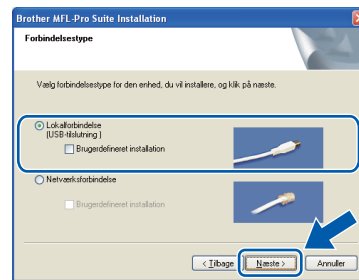 Brother MFL-Pro Suite Installation
Forbindelsestype
Vælg forbindelsestype for den enhed, du vil installere, og klik på næste.
Lokalforbindelse
(USB-tilslutning )
Brugerdefineret installation
Netværksforbindelse
Brugerdefineret installation
< Tilbage
Næste >
Annuller